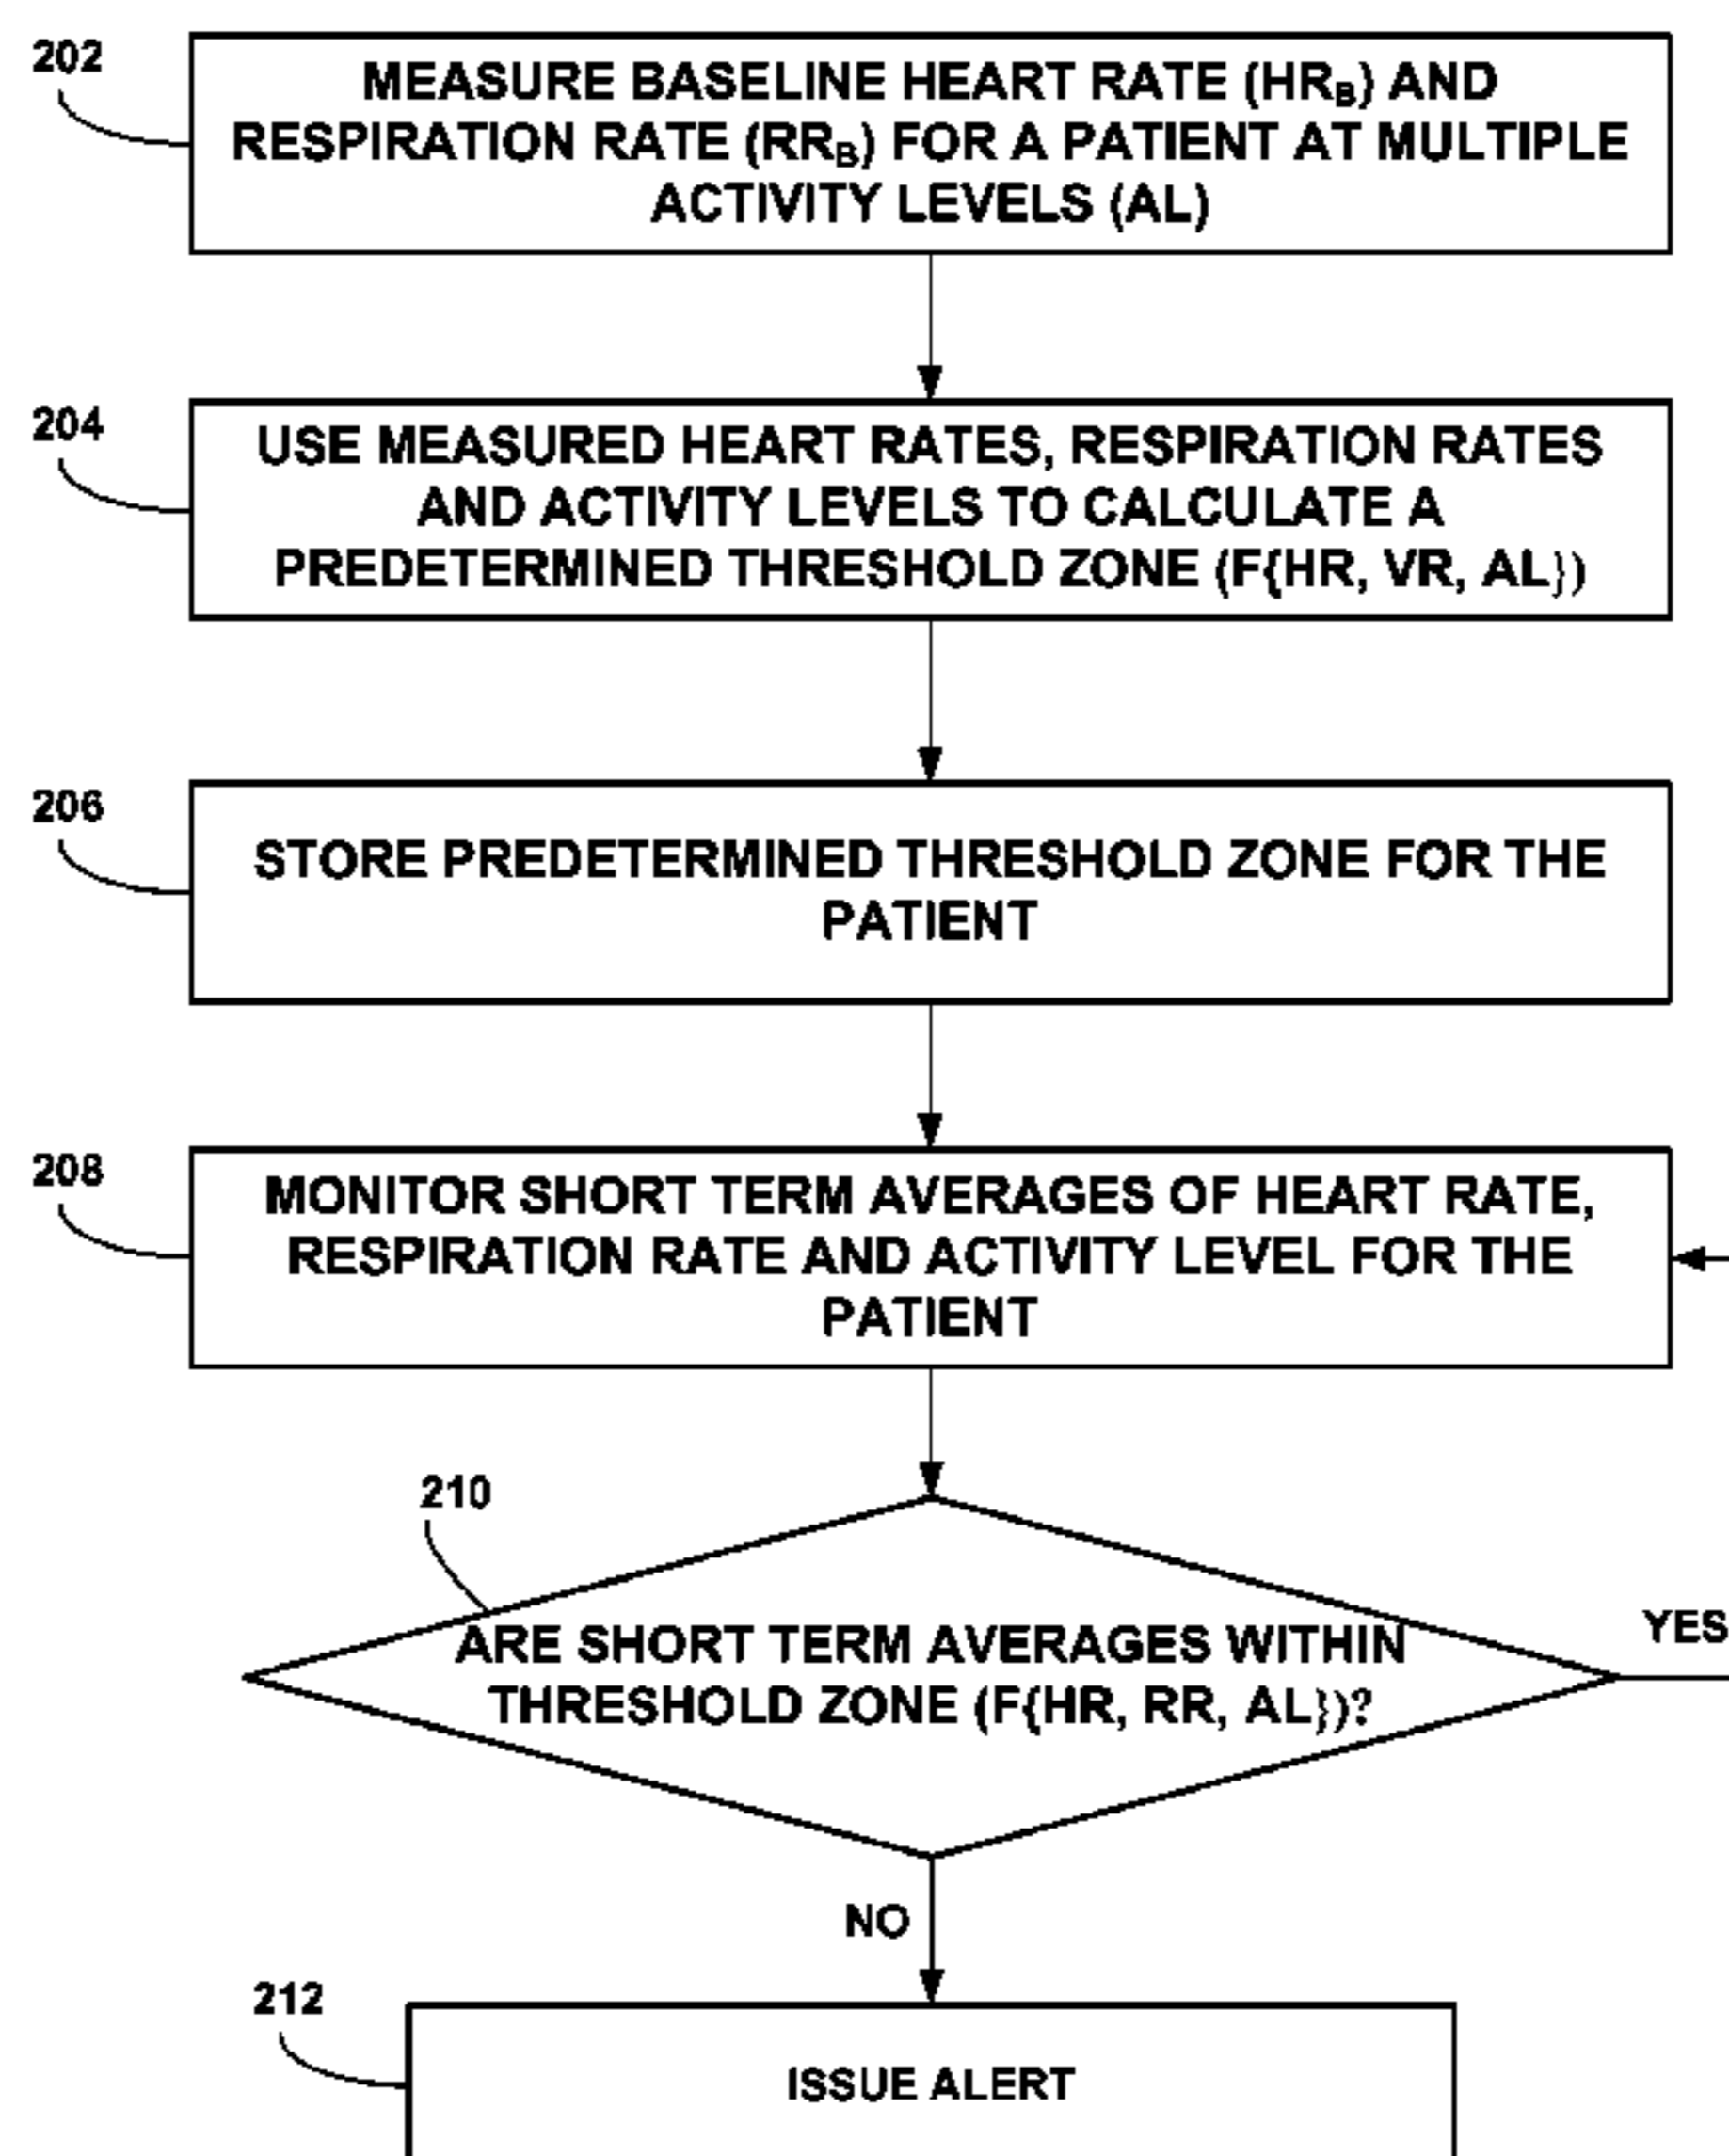 202
MEASURE BASELINE HEART RATE (HRB) AND
RESPIRATION RATE (RRB) FOR A PATIENT AT MULTIPLE
ACTIVITY LEVELS (AL)
204
USE MEASURED HEART RATES, RESPIRATION RATES
AND ACTIVITY LEVELS TO CALCULATE A
PREDETERMINED THRESHOLD ZONE (F{HR, VR, AL})
206
STORE PREDETERMINED THRESHOLD ZONE FOR THE
PATIENT
208
MONITOR SHORT TERM AVERAGES OF HEART RATE,
RESPIRATION RATE AND ACTIVITY LEVEL FOR THE
PATIENT
210
ARE SHORT TERM AVERAGES WITHIN
THRESHOLD ZONE (F{HR, RR, AL})?
YES
NO
212
ISSUE ALERT